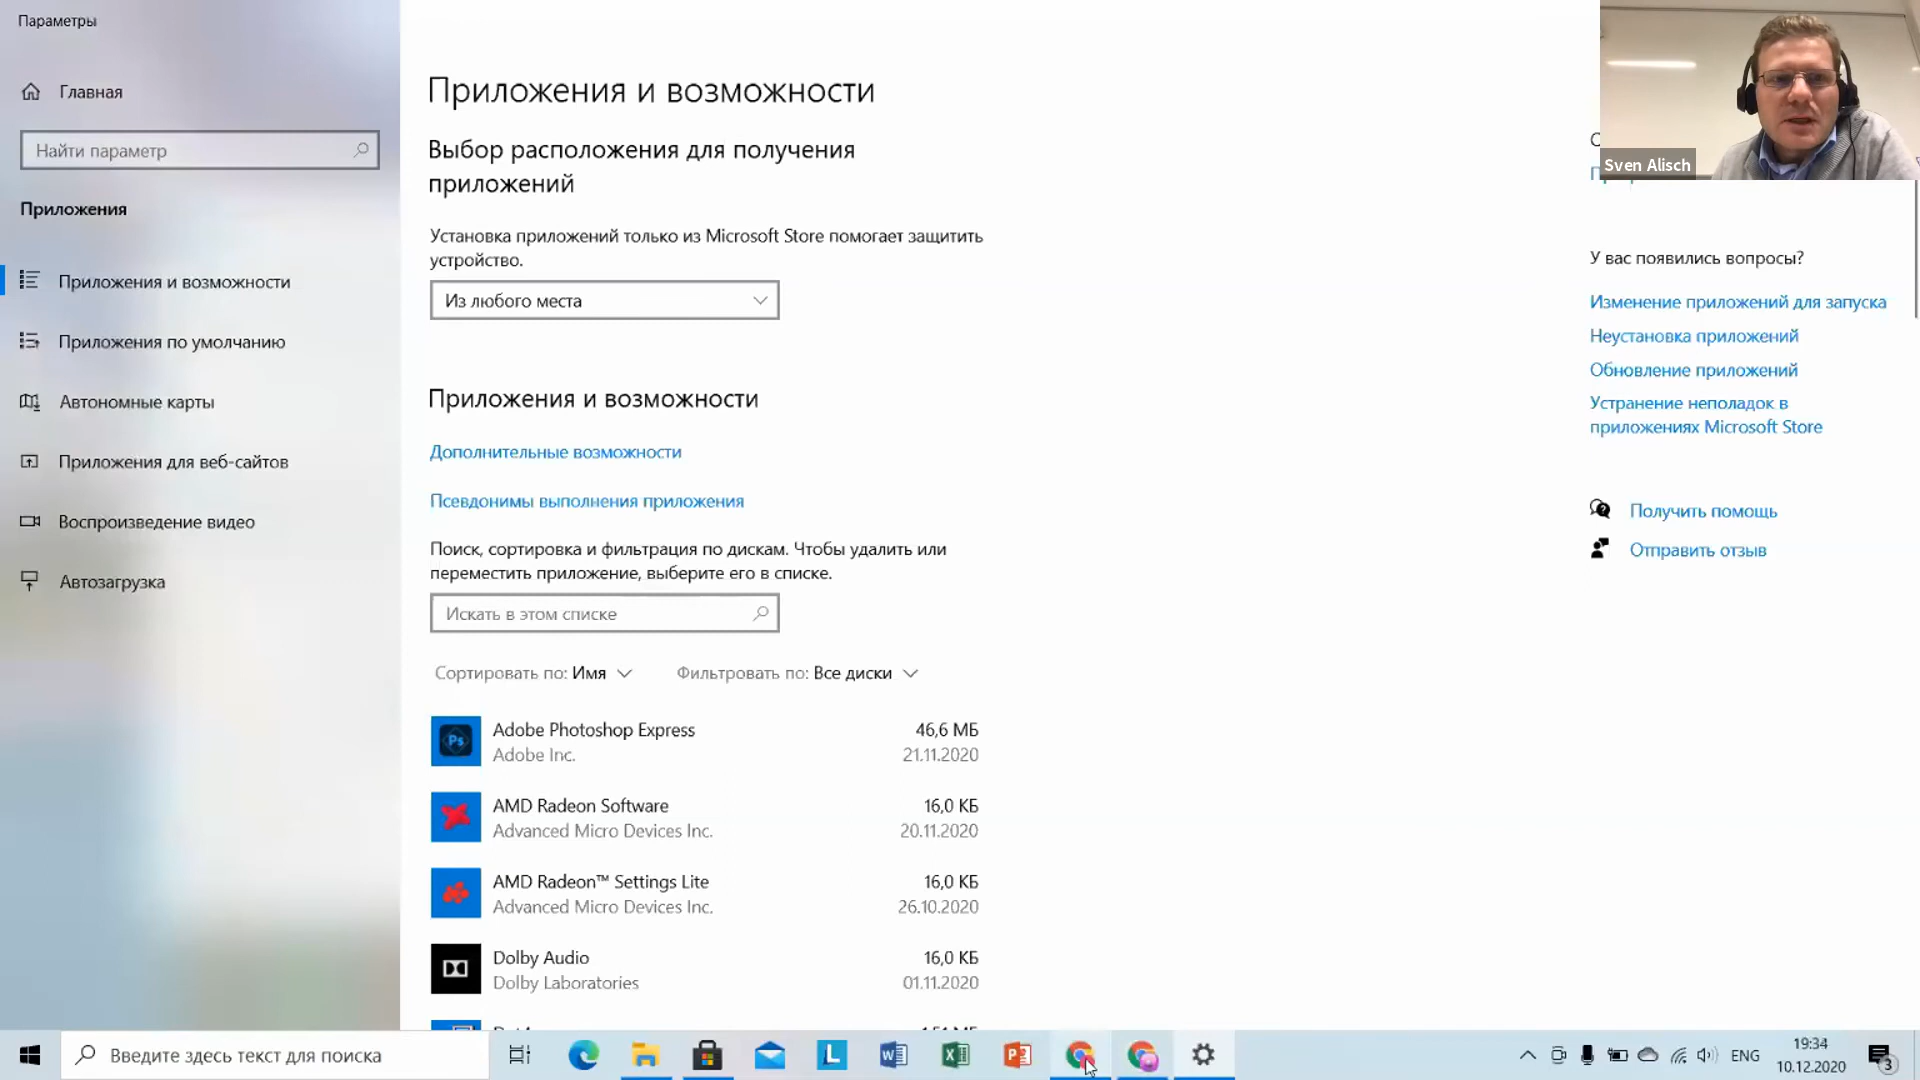 Параметры
Главная
Найти параметр
Приложения
Приложения и возможности
Приложения по умолчанию
Автономные карты
Приложения для веб-сайтов
Воспроизведение видео
Автозагрузка
Приложения и возможности
Выбор расположения для получения
приложений
Установка приложений только из Microsoft Store помогает защитить
устройство.
Из любого места
Приложения и возможности
Дополнительные возможности
Псевдонимы выполнения приложения
Поиск, сортировка и фильтрация по дискам. Чтобы удалить или
переместить приложение, выберите его в списке.
Искать в этом списке
Сортировать по: Имя Фильтровать по: Все диски
Adobe Photoshop Express 46,6 МБ
Adobe Inc. 21.11.2020
AMD Radeon Software 16,0 КБ
Advanced Micro Devices Inc. 20.11.2020
AMD Radeon™ Settings Lite 16,0 КБ
Advanced Micro Devices Inc. 26.10.2020
Dolby Audio 16,0 КБ
Dolby Laboratories 01.11.2020
Sven Alisch
У вас появились вопросы?
Изменение приложений для запуска
Неустановка приложений
Обновление приложений
Устранение неполадок в
приложениях Microsoft Store
Получить помощь
Отправить отзыв
Введите здесь текст для поиска
ENG
19:34
10.12.2020
3